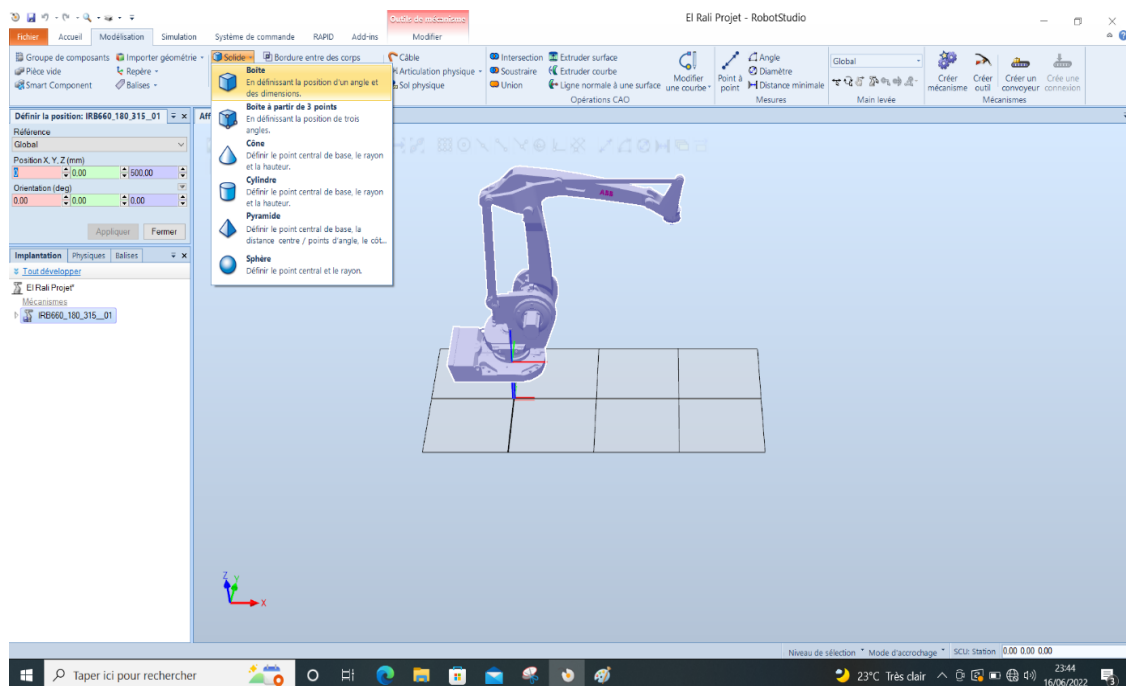 El Rali Projet - RobotStudio
Outils de mécanisme
Fichier Accueil Modélisation Simulation Système de commande RAPID Add-ins Modifier
Groupe de composants Importer géométrie Solide Bordure entre des corps Câble Intersection Extruder surface Angle Global
Pièce vide Repère Articulation physique Soustraire Extruder courbe Diamètre
Smart Component Balises Sol physique Union Ligne normale à une surface Distance minimale
Modifier une courbe Point à point Créer mécanisme Créer outil Créer un convoyeur Crée une connexion
Opérations CAO Mesures Main levée Mécanismes
Boîte
En définissant la position d'un angle et
des dimensions.
Boîte à partir de 3 points
En définissant la position de trois
angles.
Cône
Définir le point central de base, le rayon
et la hauteur.
Cylindre
Définir le point central de base, le rayon
et la hauteur.
Pyramide
Définir le point central de base, la
distance centre / points d'angle, le côt...
Sphère
Définir le point central et le rayon.
Définir la position: IRB660_180_315__01
Aff
Référence
Global
Position X, Y, Z (mm)
0 0.00 500,00
Orientation (deg)
0.00 0.00 0.00
Appliquer Fermer
Implantation Physiques Balises
Tout développer
El Rali Projet*
Mécanismes
IRB660_180_315__01
ABB
Z
Y
X
Niveau de sélection Mode d'accrochage SCU: Station 0.00 0.00 0.00
Taper ici pour rechercher
23°C Très clair
23:44
16/06/2022
3